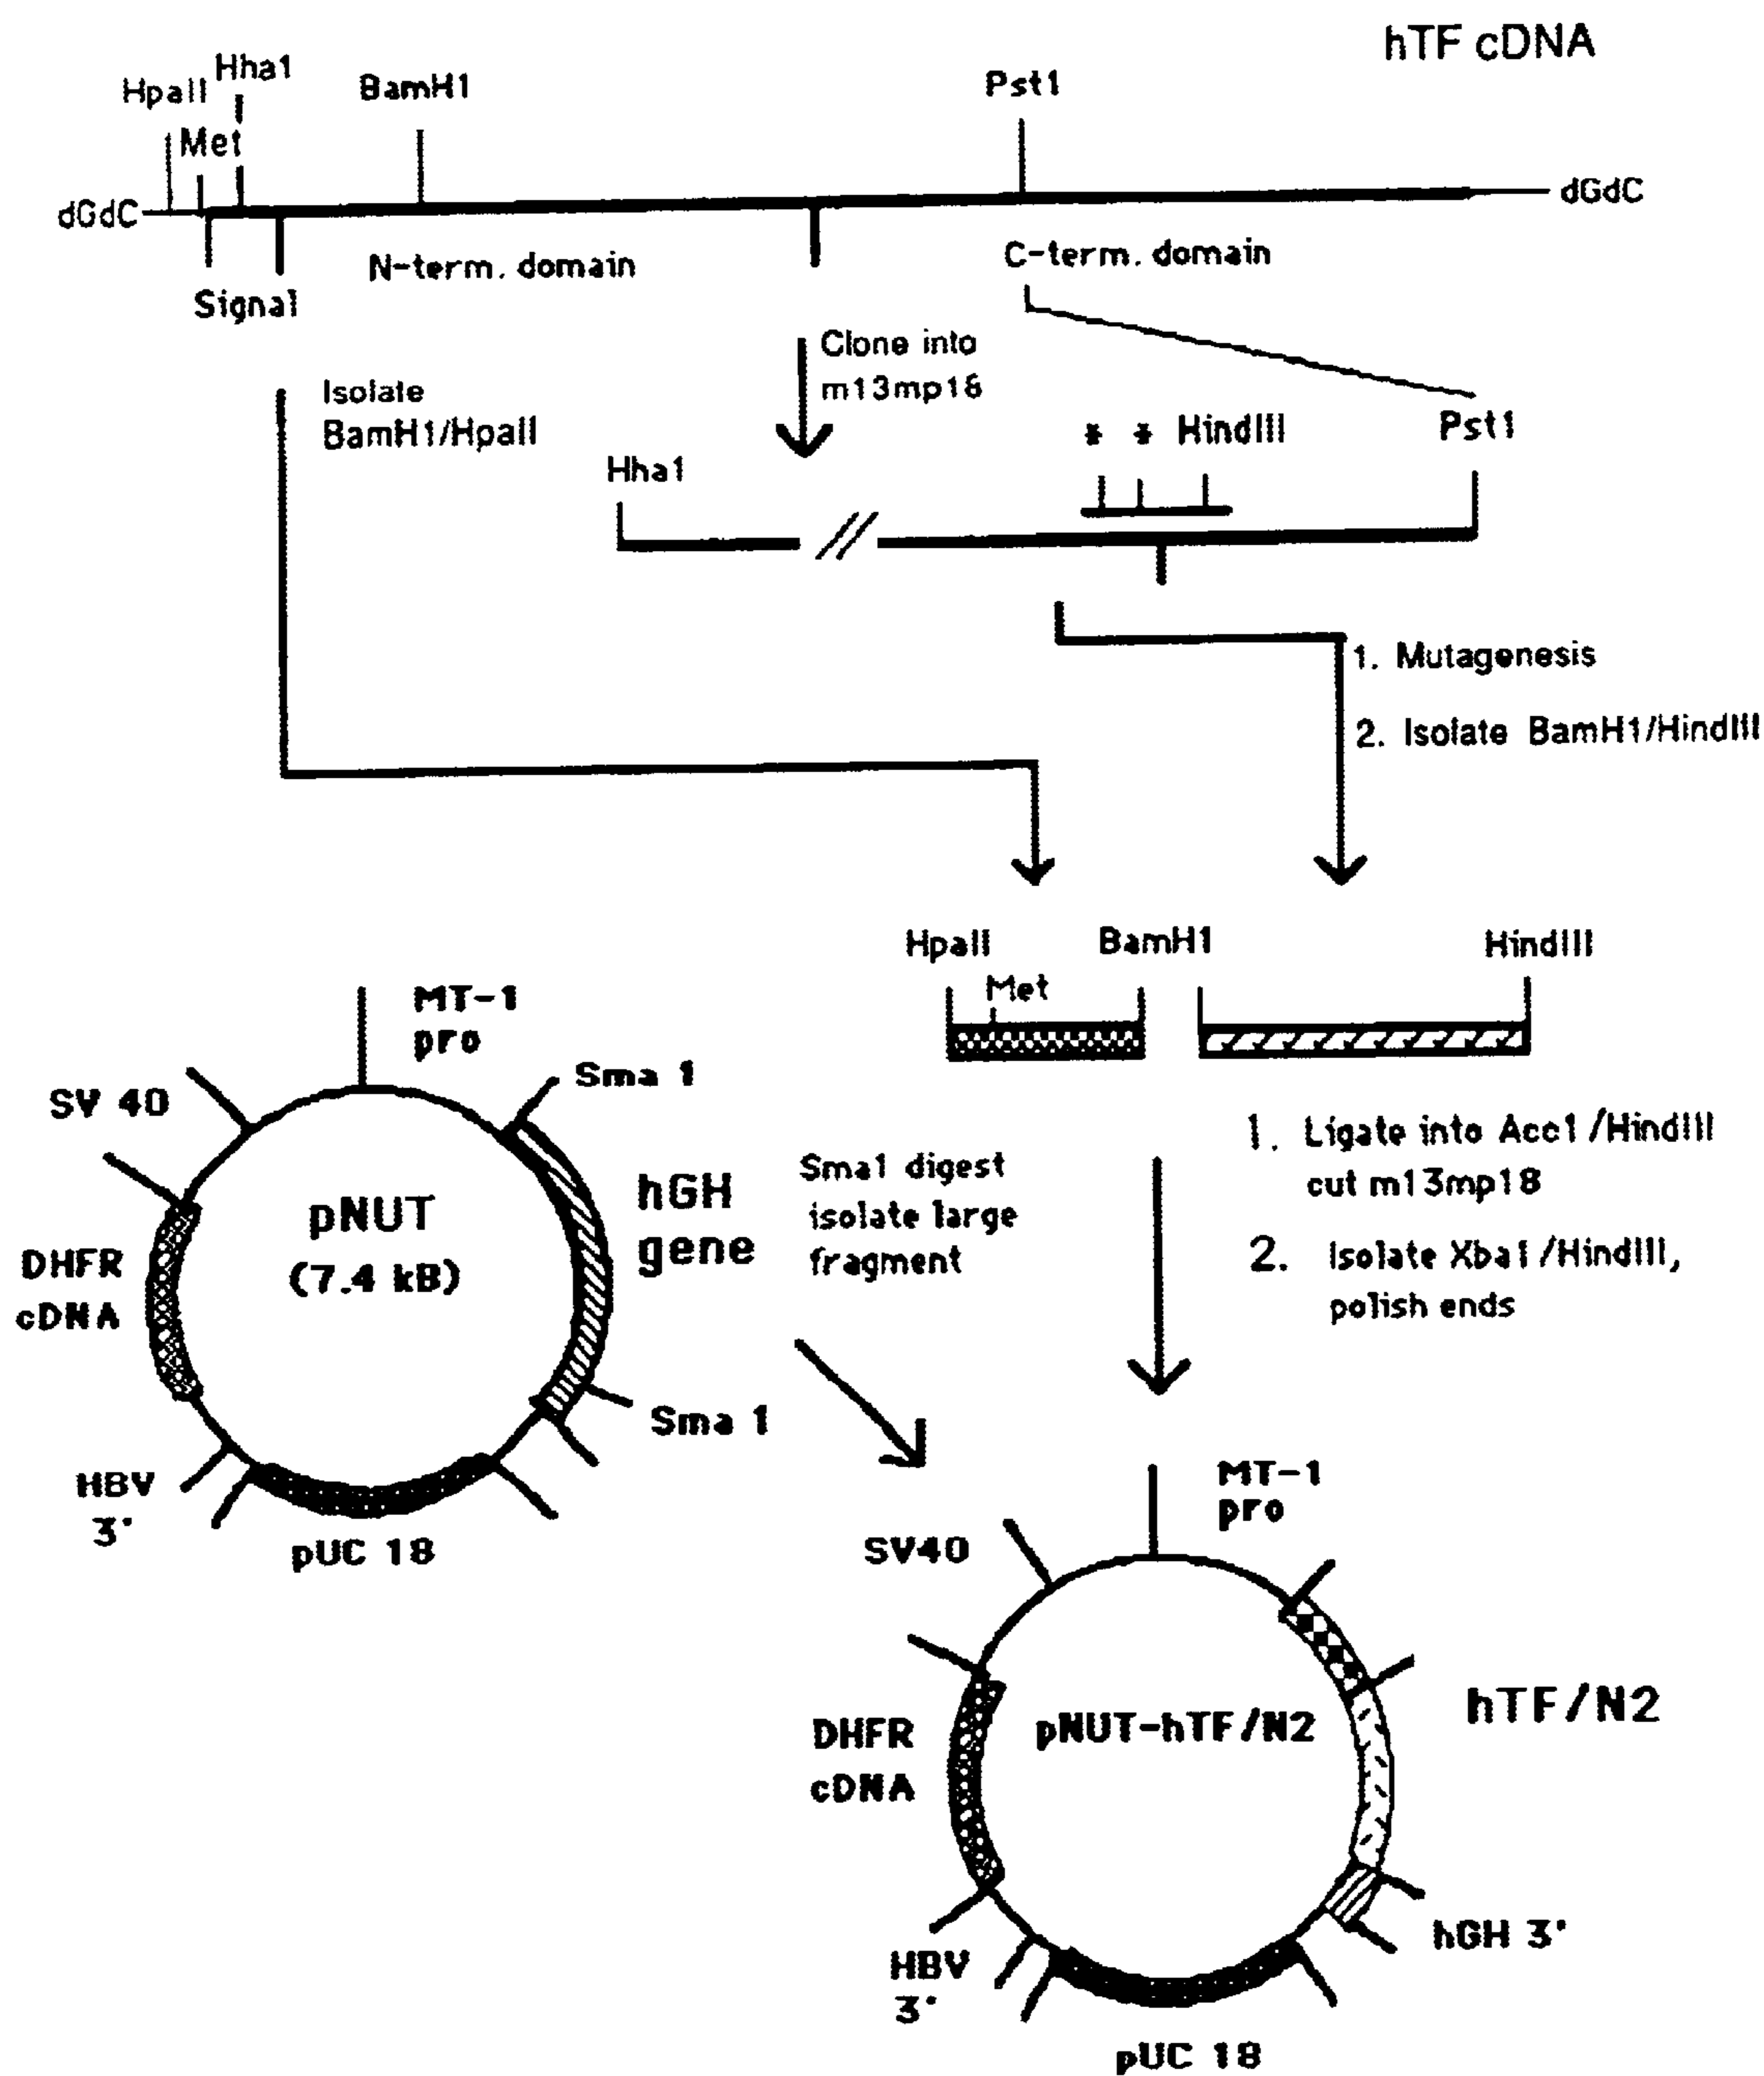 hTF cDNA
HpaII
Hha1
BamH1
Pst1
Met
dGdC
dGdC
Signal
N-term. domain
C-term. domain
Isolate
BamH1/HpaII
Clone into
m13mp18
* * HindIII
Pst1
Hha1
//
1. Mutagenesis
2. Isolate BamH1/HindIII
HpaII
BamH1
HindIII
Met
MT-1
pro
Sma 1
SV 40
pNUT
(7.4 kB)
hGH
gene
DHFR
cDNA
Sma 1
HBV
3'
pUC 18
Sma1 digest
isolate large
fragment
1. Ligate into Acc1/HindIII
cut m13mp18
2. Isolate Xba1/HindIII,
polish ends
MT-1
pro
SV40
hTF/N2
DHFR
cDNA
pNUT-hTF/N2
hGH 3'
HBV
3'
pUC 18